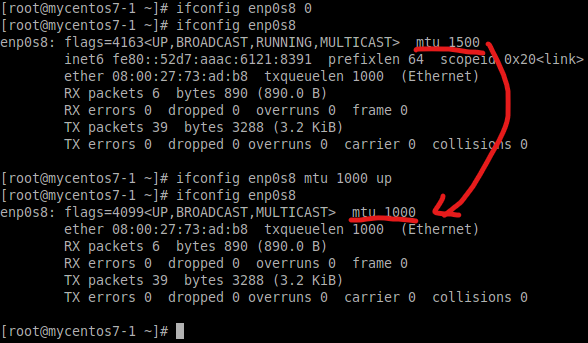 [root@mycentos7-1 ~]# ifconfig enp0s8 0
[root@mycentos7-1 ~]# ifconfig enp0s8
enp0s8: flags=4163<UP,BROADCAST,RUNNING,MULTICAST>  mtu 1500
        inet6 fe80::52d7:aaac:6121:8391  prefixlen 64  scopeid 0x20<link>
        ether 08:00:27:73:ad:b8  txqueuelen 1000  (Ethernet)
        RX packets 6  bytes 890 (890.0 B)
        RX errors 0  dropped 0  overruns 0  frame 0
        TX packets 39  bytes 3288 (3.2 KiB)
        TX errors 0  dropped 0 overruns 0  carrier 0  collisions 0

[root@mycentos7-1 ~]# ifconfig enp0s8 mtu 1000 up
[root@mycentos7-1 ~]# ifconfig enp0s8
enp0s8: flags=4099<UP,BROADCAST,MULTICAST>  mtu 1000
        ether 08:00:27:73:ad:b8  txqueuelen 1000  (Ethernet)
        RX packets 6  bytes 890 (890.0 B)
        RX errors 0  dropped 0  overruns 0  frame 0
        TX packets 39  bytes 3288 (3.2 KiB)
        TX errors 0  dropped 0 overruns 0  carrier 0  collisions 0

[root@mycentos7-1 ~]#